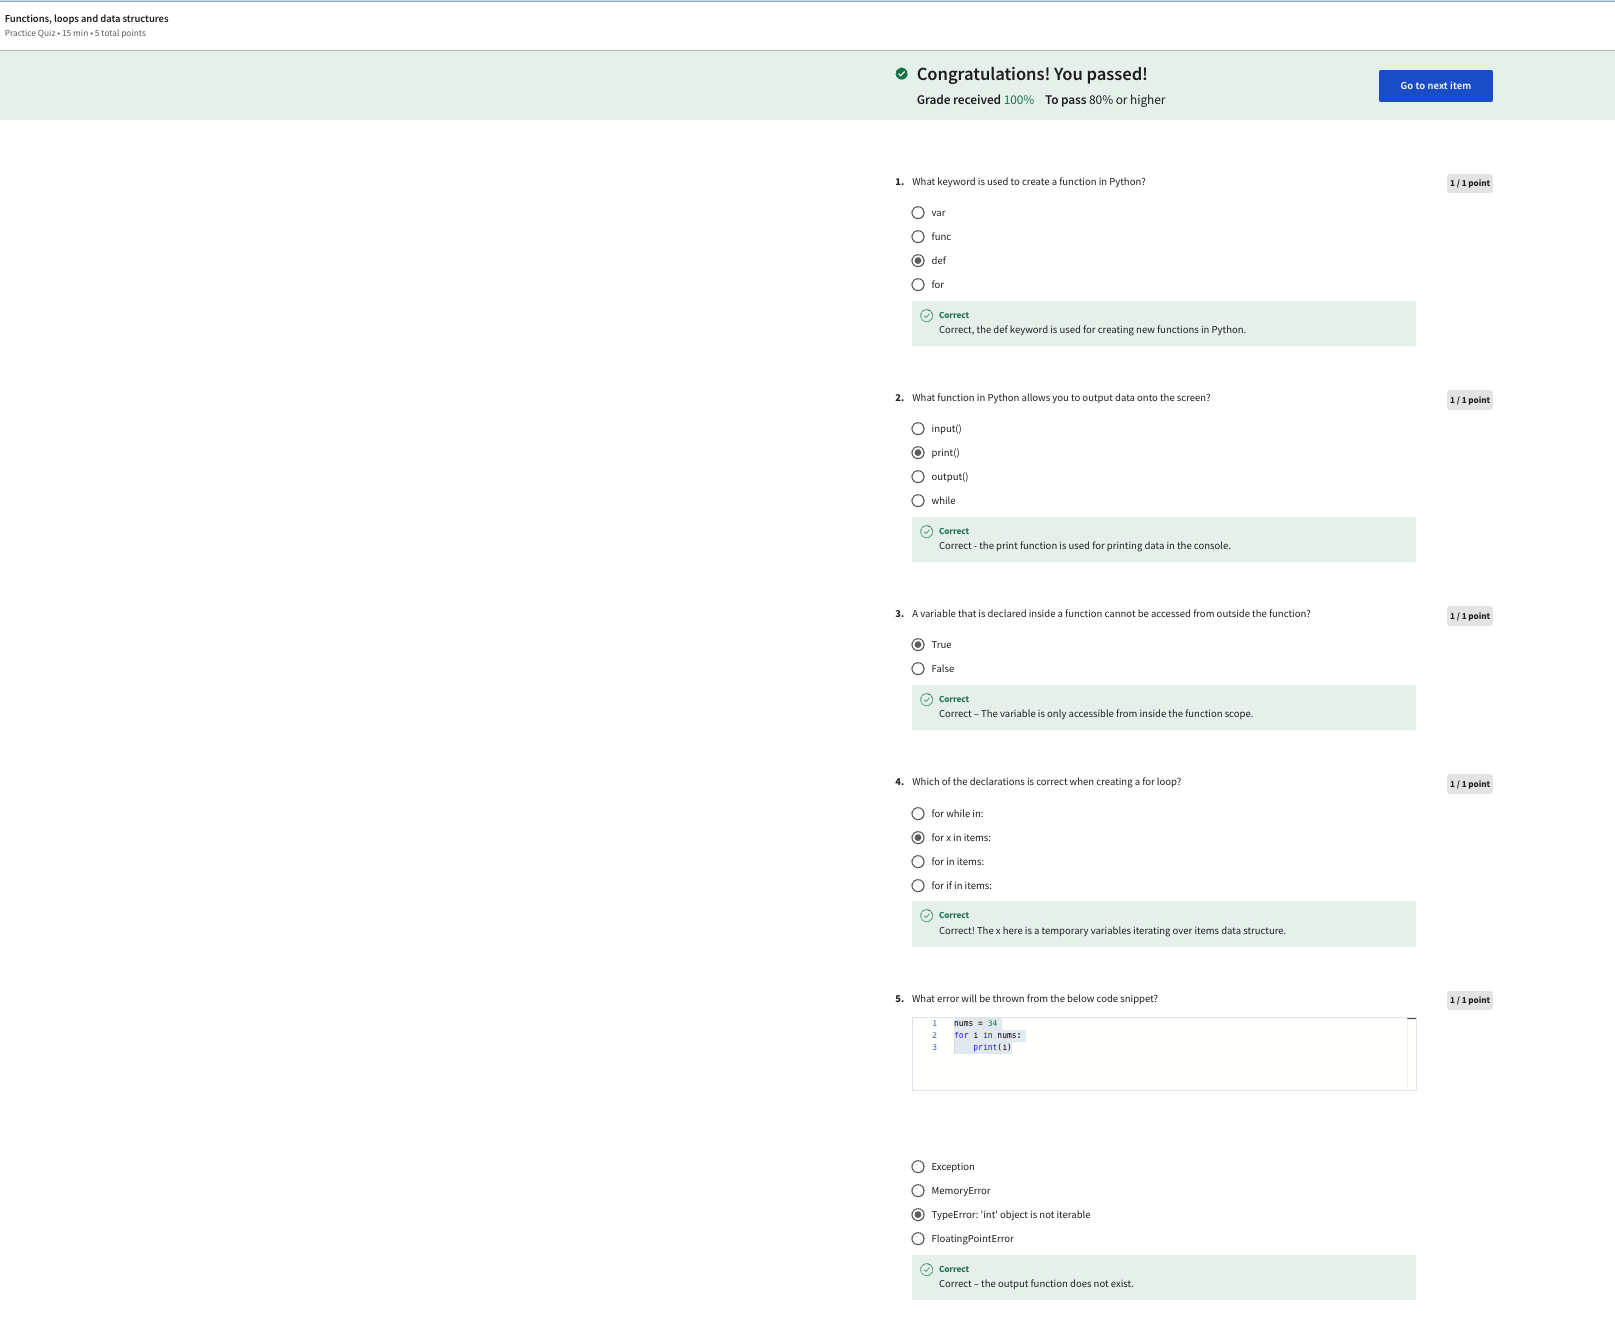 Functions, loops and data structures
Practice Quiz • 15 min • 5 total points
Congratulations! You passed!
Grade received 100% To pass 80% or higher
Go to next item
1. What keyword is used to create a function in Python?
1 / 1 point
var
func
def
for
Correct
Correct, the def keyword is used for creating new functions in Python.
2. What function in Python allows you to output data onto the screen?
1 / 1 point
input()
print()
output()
while
Correct
Correct - the print function is used for printing data in the console.
3. A variable that is declared inside a function cannot be accessed from outside the function?
1 / 1 point
True
False
Correct
Correct – The variable is only accessible from inside the function scope.
4. Which of the declarations is correct when creating a for loop?
1 / 1 point
for while in:
for x in items:
for in items:
for if in items:
Correct
Correct! The x here is a temporary variables iterating over items data structure.
5. What error will be thrown from the below code snippet?
1 / 1 point
1 nums = 34
2 for i in nums:
3     print(i)
Exception
MemoryError
TypeError: 'int' object is not iterable
FloatingPointError
Correct
Correct – the output function does not exist.